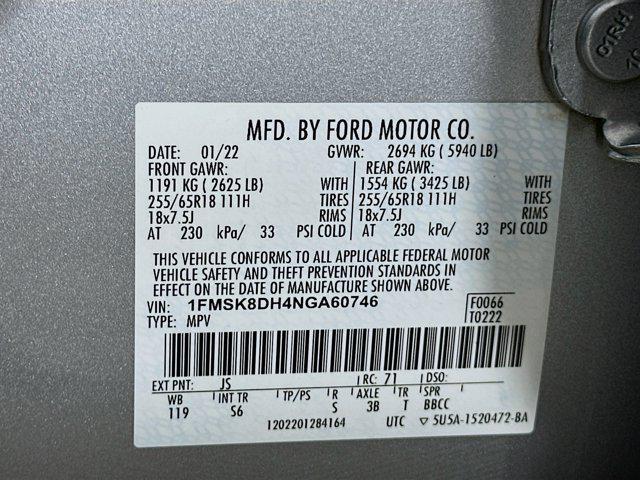 01RH
MFD. BY FORD MOTOR CO.
DATE: 01/22 GVWR: 2694 KG ( 5940 LB)
FRONT GAWR: REAR GAWR:
1191 KG ( 2625 LB) WITH 1554 KG ( 3425 LB) WITH
255/65R18 111H TIRES 255/65R18 111H TIRES
18x7.5J RIMS 18x7.5J RIMS
AT 230 kPa/ 33 PSI COLD AT 230 kPa/ 33 PSI COLD
THIS VEHICLE CONFORMS TO ALL APPLICABLE FEDERAL MOTOR
VEHICLE SAFETY AND THEFT PREVENTION STANDARDS IN
EFFECT ON THE DATE OF MANUFACTURE SHOWN ABOVE.
VIN: 1FMSK8DH4NGA60746 F0066
TYPE: MPV T0222
EXT PNT: JS RC: 71 DSO:
WB INT TR TP/PS R AXLE TR SPR
119 S6 S 3B T BBCC
1202201284164 UTC ▽ 5U5A-1520472-BA